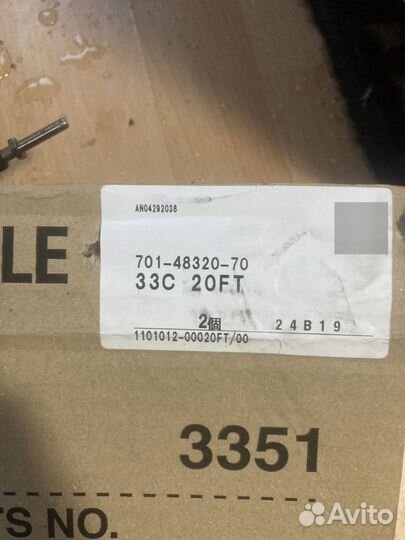 AN04292038
LE
701-48320-70
33C 20FT
2個 24B19
1101012-00020FT/00
3351
TS NO.
Avito